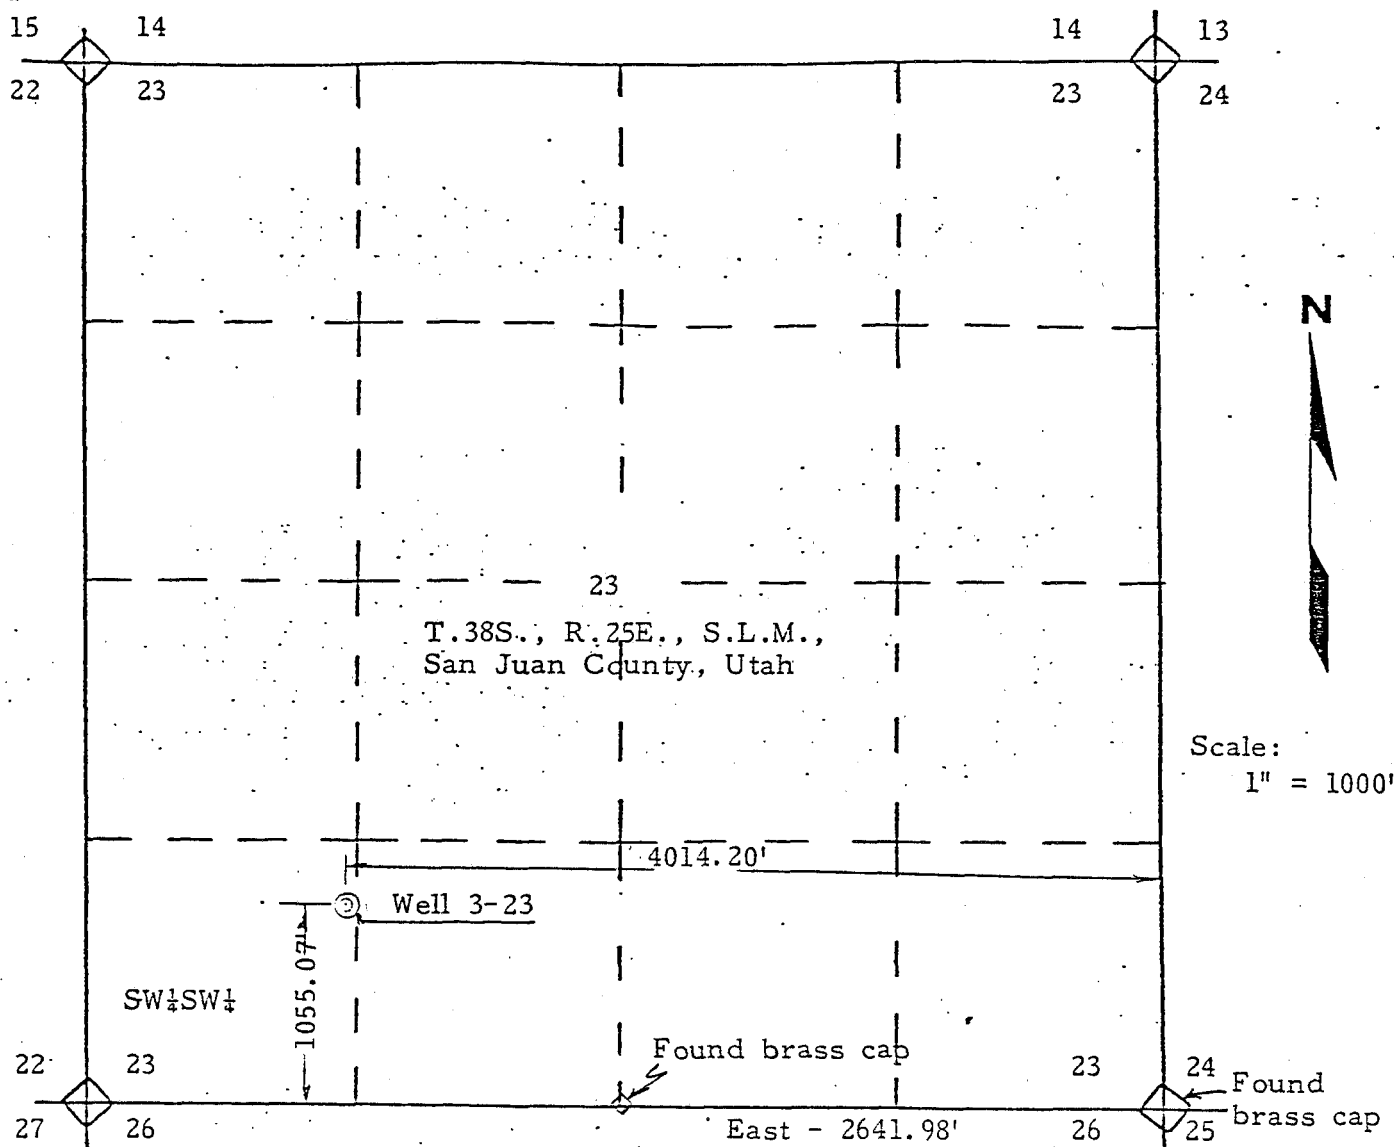 15 14 14 13
22 23 23 24
N
23
T.38S., R.25E., S.L.M.,
San Juan County., Utah
Scale:
1" = 1000'
4014.20'
Well 3-23
1055.07'
SW¼SW¼
Found brass cap
22 23 23 24
Found
brass cap
27 26 26 25
East - 2641.98'